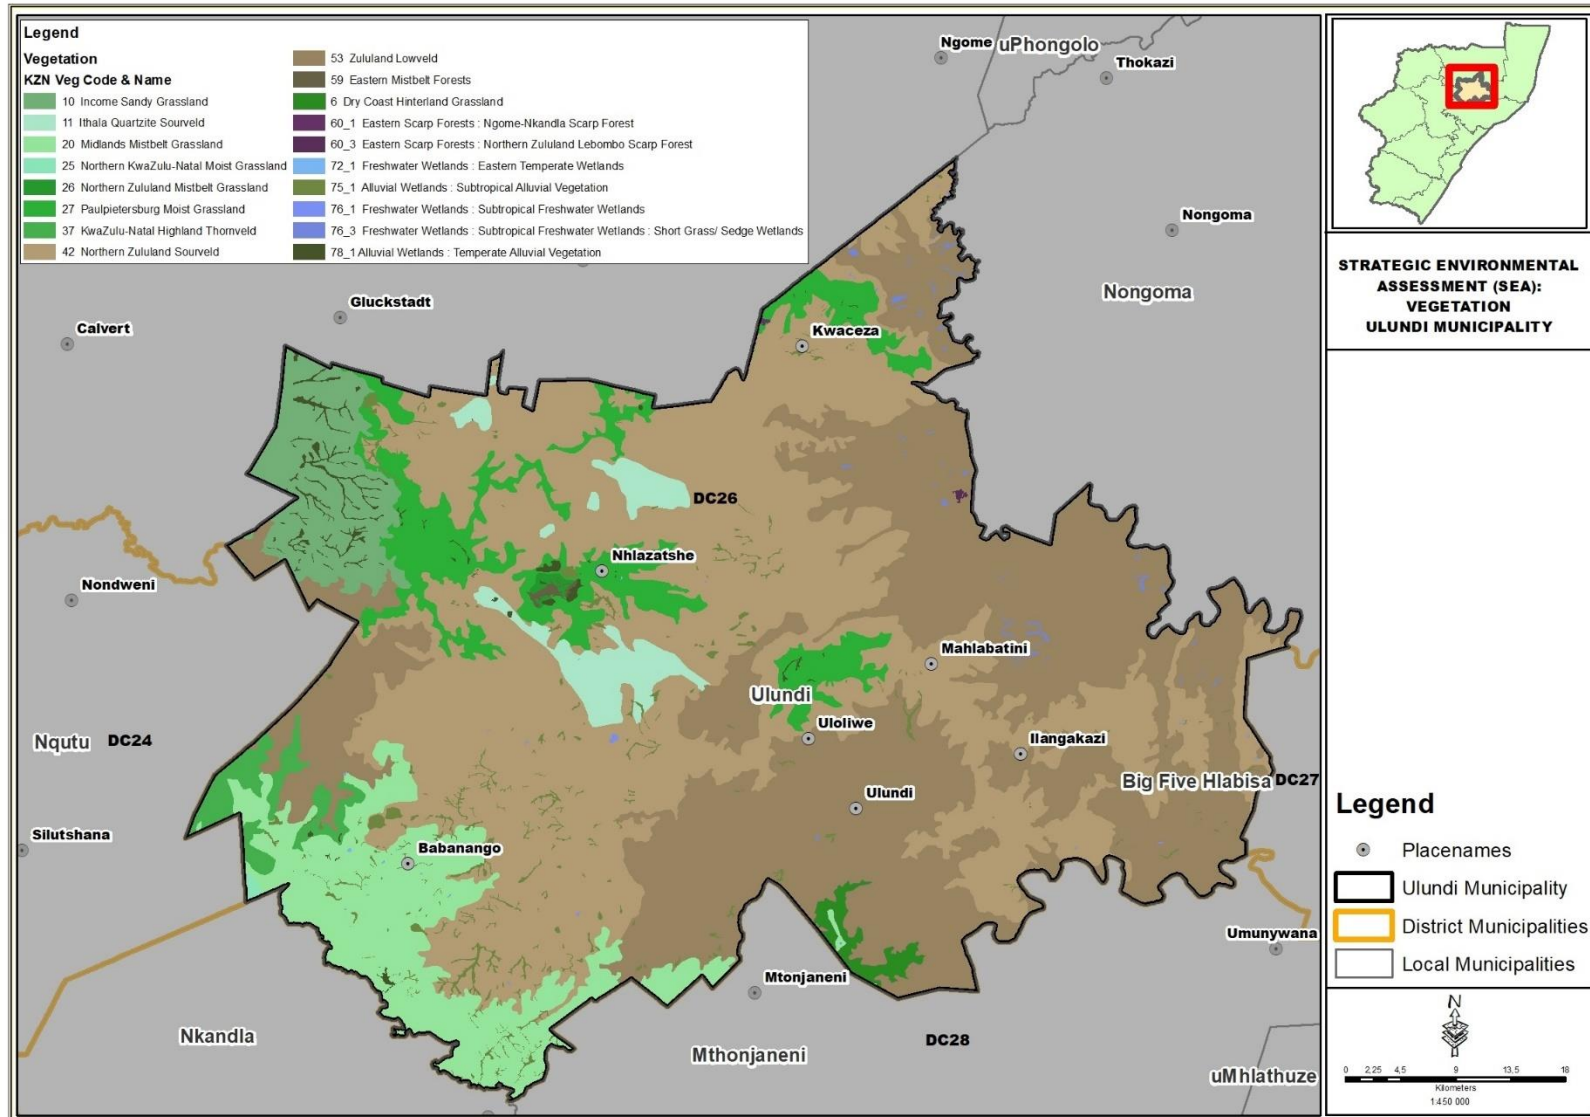 Legend
Vegetation
KZN Veg Code & Name
10 Income Sandy Grassland
11 Ithala Quartzite Sourveld
20 Midlands Mistbelt Grassland
25 Northern KwaZulu-Natal Moist Grassland
26 Northern Zululand Mistbelt Grassland
27 Paulpietersburg Moist Grassland
37 KwaZulu-Natal Highland Thornveld
42 Northern Zululand Sourveld
53 Zululand Lowveld
59 Eastern Mistbelt Forests
6 Dry Coast Hinterland Grassland
60_1 Eastern Scarp Forests : Ngome-Nkandla Scarp Forest
60_3 Eastern Scarp Forests : Northern Zululand Lebombo Scarp Forest
72_1 Freshwater Wetlands : Eastern Temperate Wetlands
75_1 Alluvial Wetlands : Subtropical Alluvial Vegetation
76_1 Freshwater Wetlands : Subtropical Freshwater Wetlands
76_3 Freshwater Wetlands : Subtropical Freshwater Wetlands : Short Grass/ Sedge Wetlands
78_1 Alluvial Wetlands : Temperate Alluvial Vegetation
Ngome
uPhongolo
Thokazi
Nongoma
Nongoma
Gluckstadt
Calvert
Kwaceza
DC26
Nhlazatshe
Nondweni
Mahlabatini
Ulundi
Uloliwe
Nqutu
DC24
Ilangakazi
Big Five Hlabisa
DC27
Ulundi
Silutshana
Babanango
Umunywana
Mtonjaneni
Nkandla
Mthonjaneni
DC28
uMhlathuze
STRATEGIC ENVIRONMENTAL
ASSESSMENT (SEA):
VEGETATION
ULUNDI MUNICIPALITY
Legend
Placenames
Ulundi Municipality
District Municipalities
Local Municipalities
N
0 2,25 4,5 9 13,5 18
Kilometers
1:450 000